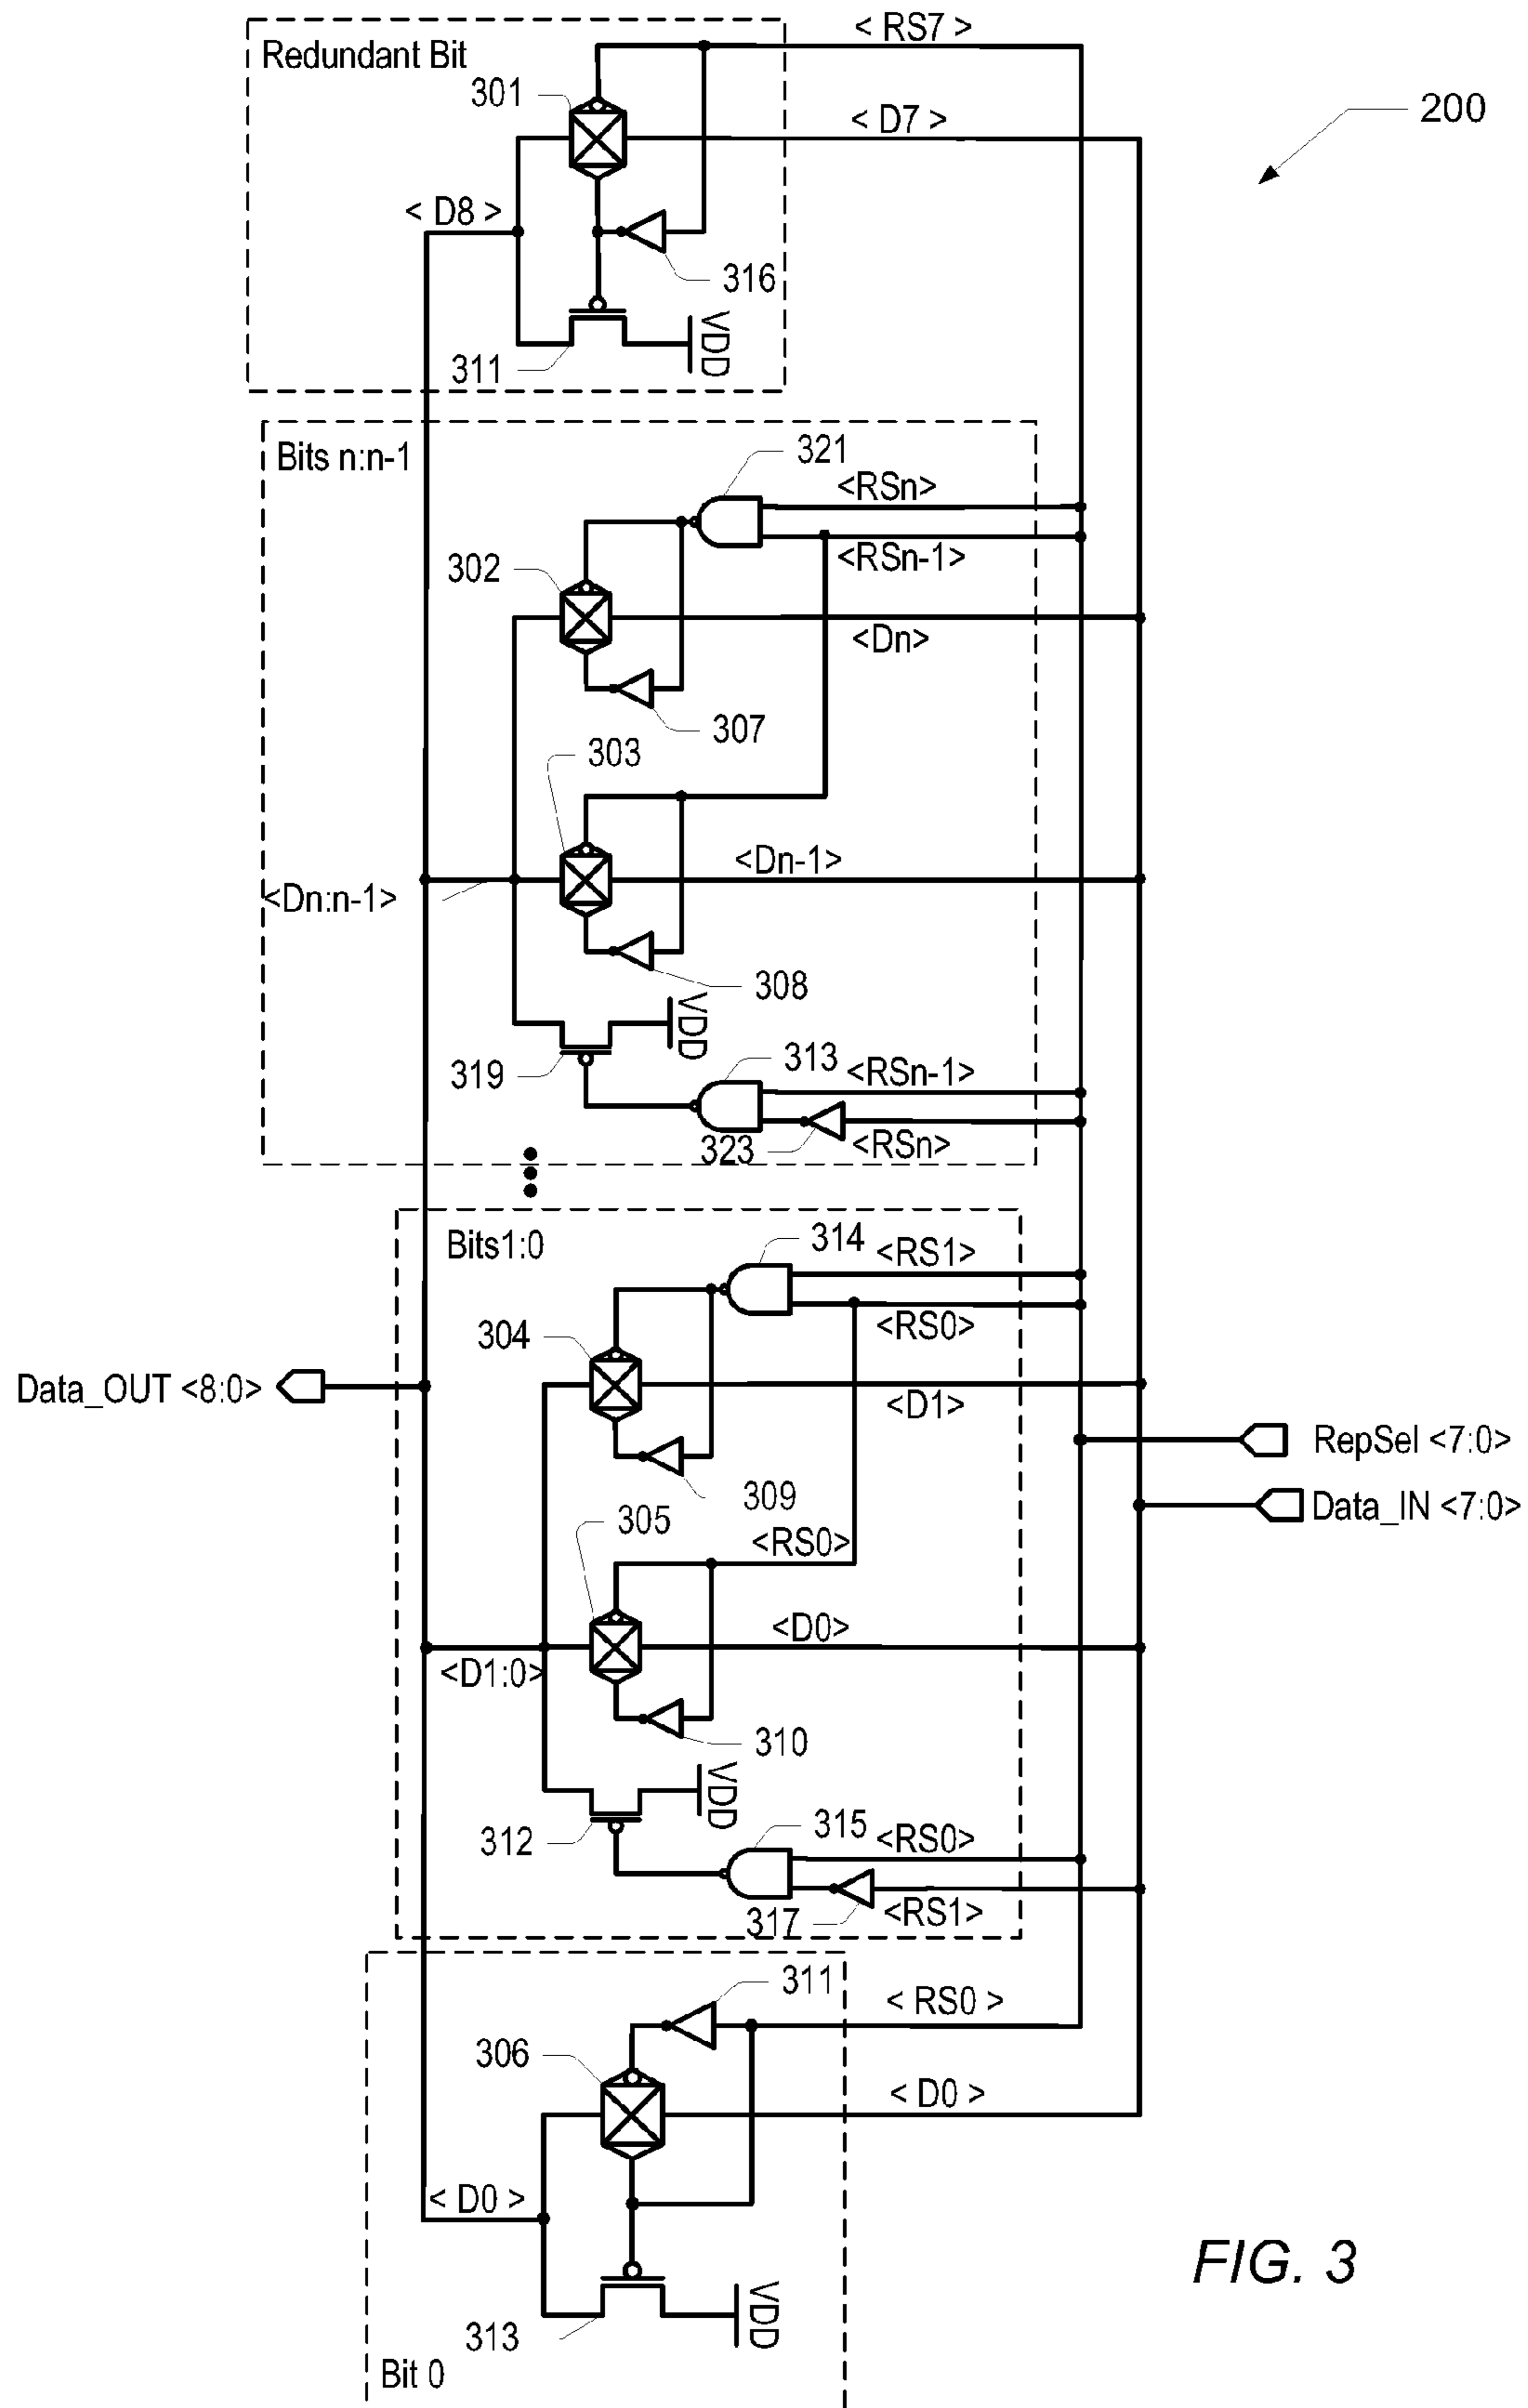 < RS7 >
Redundant Bit
301
< D7 >
200
< D8 >
316
VDD
311
Bits n:n-1
321
<RSn>
<RSn-1>
302
<Dn>
307
303
<Dn-1>
<Dn:n-1>
308
VDD
319
313
<RSn-1>
323
<RSn>
Bits1:0
314
<RS1>
<RS0>
304
Data_OUT <8:0>
<D1>
RepSel <7:0>
309
Data_IN <7:0>
305
<RS0>
<D0>
<D1:0>
310
VDD
312
315
<RS0>
317
<RS1>
311
< RS0 >
306
< D0 >
< D0 >
FIG. 3
VDD
313
Bit 0